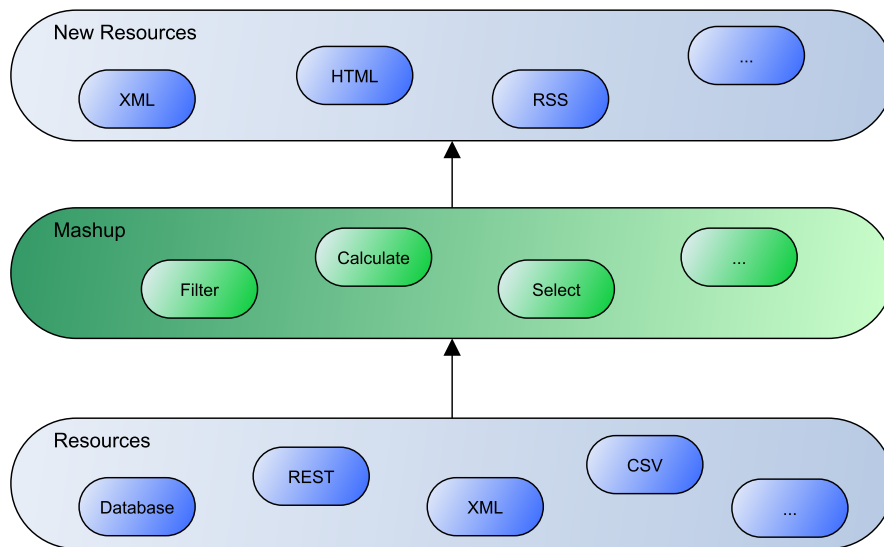 New Resources
XML
HTML
RSS
...
Mashup
Filter
Calculate
Select
...
Resources
Database
REST
XML
CSV
...